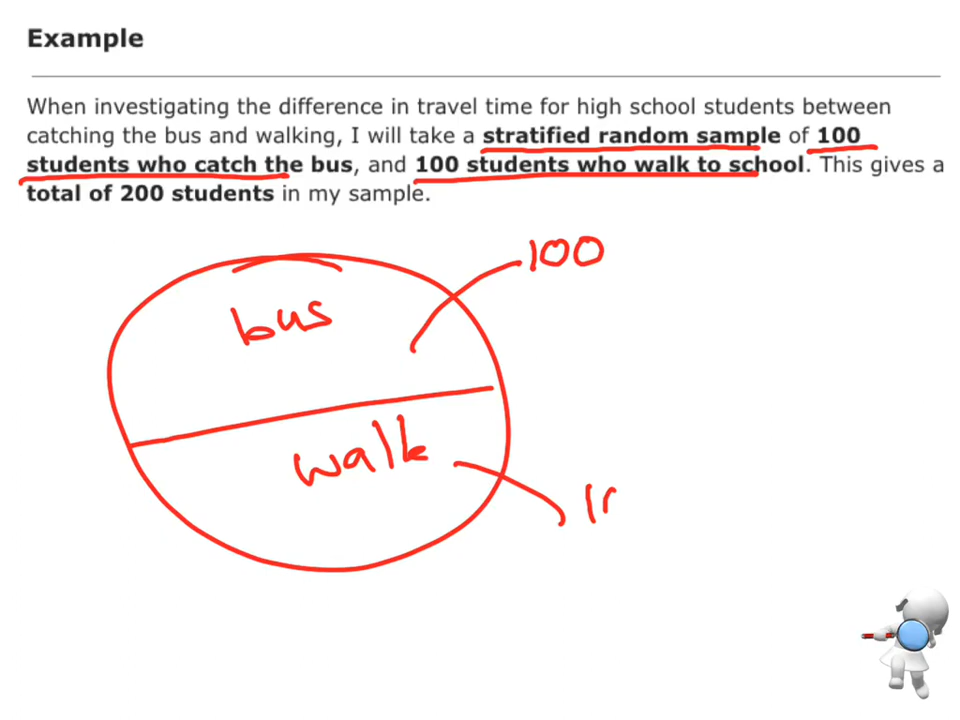 Example
When investigating the difference in travel time for high school students between
catching the bus and walking, I will take a stratified random sample of 100
students who catch the bus, and 100 students who walk to school. This gives a
total of 200 students in my sample.
100
bus
walk